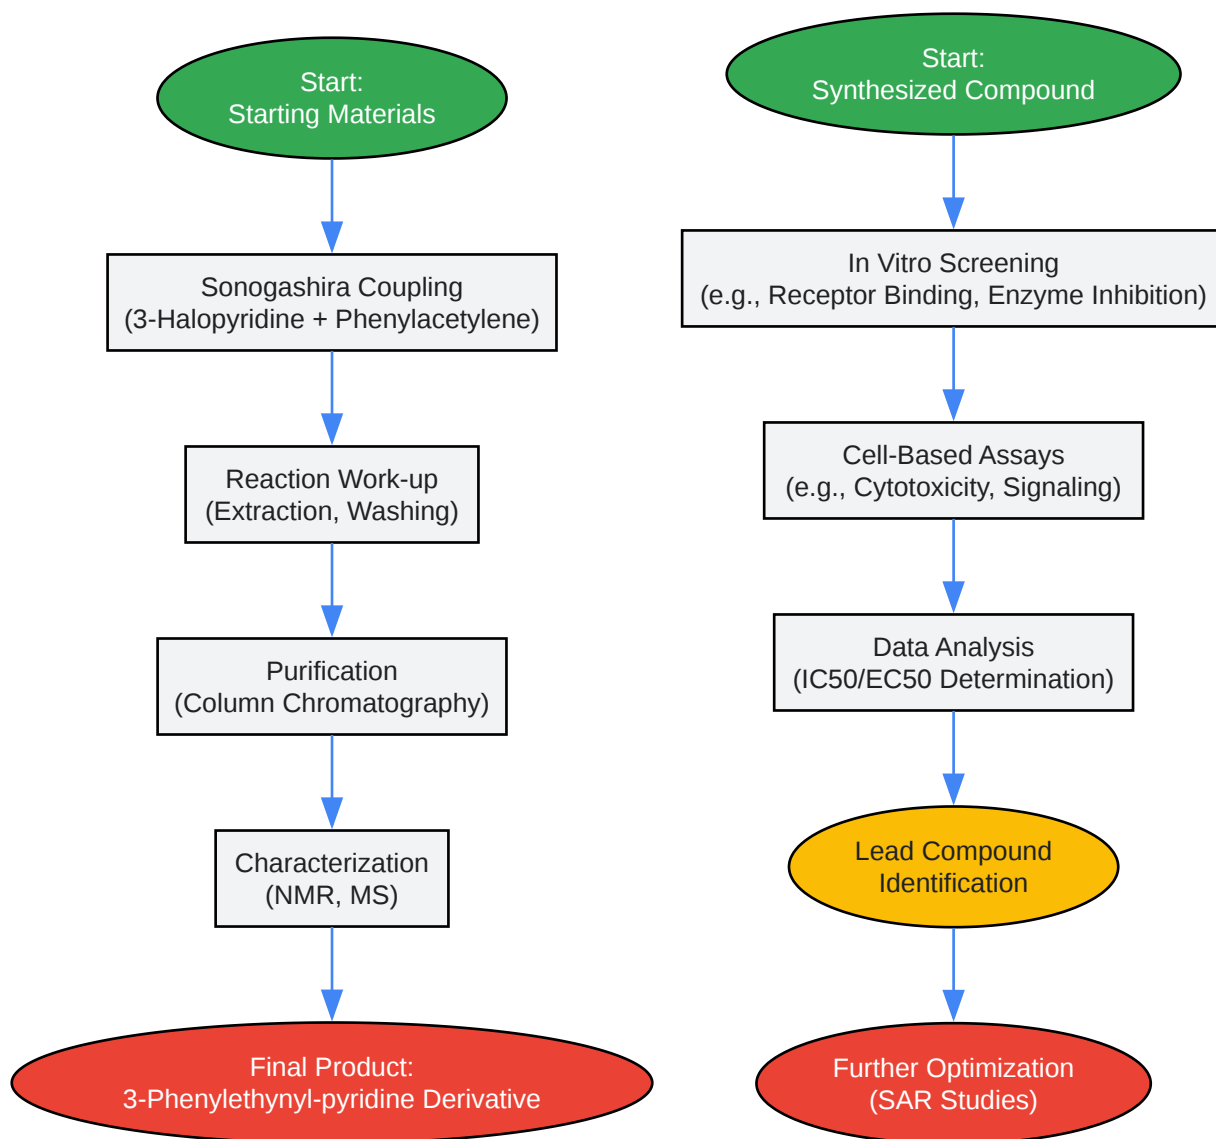 Start:
Starting Materials
Sonogashira Coupling
(3-Halopyridine + Phenylacetylene)
Reaction Work-up
(Extraction, Washing)
Purification
(Column Chromatography)
Characterization
(NMR, MS)
Final Product:
3-Phenylethynyl-pyridine Derivative
Start:
Synthesized Compound
In Vitro Screening
(e.g., Receptor Binding, Enzyme Inhibition)
Cell-Based Assays
(e.g., Cytotoxicity, Signaling)
Data Analysis
(IC50/EC50 Determination)
Lead Compound
Identification
Further Optimization
(SAR Studies)